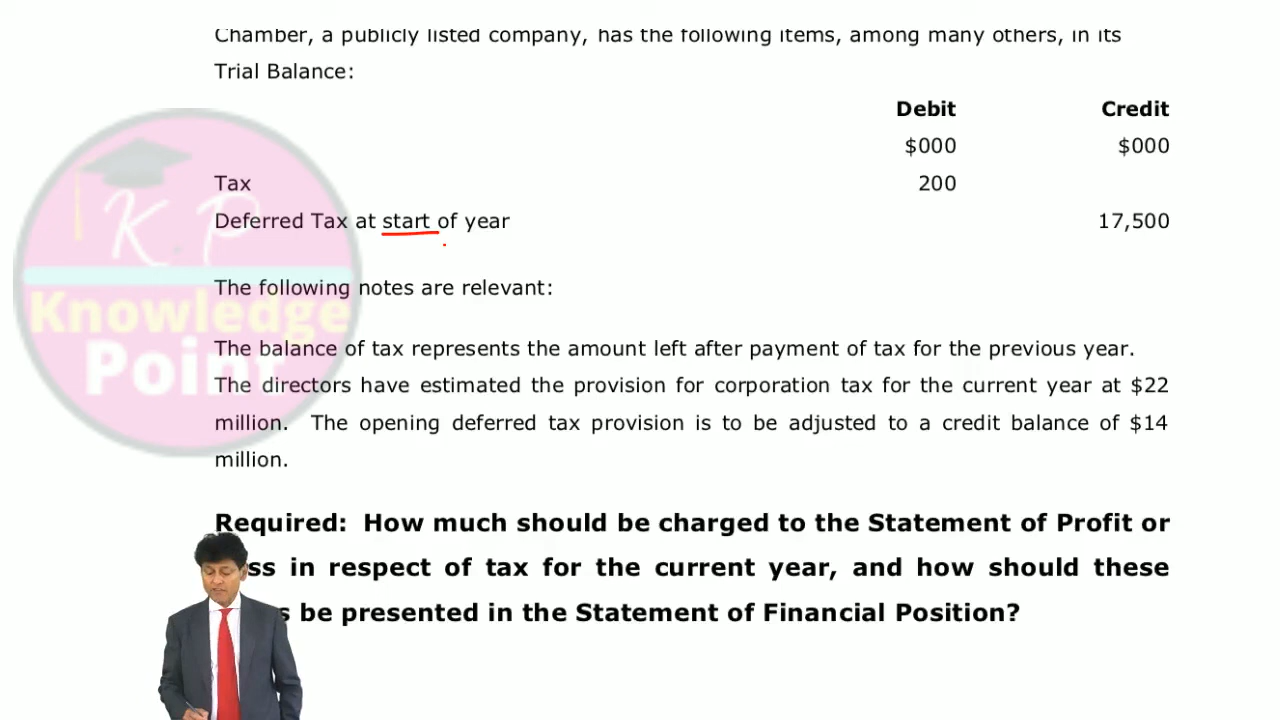 Chamber, a publicly listed company, has the following items, among many others, in its
Trial Balance:
Debit Credit
$000 $000
Tax 200
Deferred Tax at start of year 17,500
The following notes are relevant:
The balance of tax represents the amount left after payment of tax for the previous year.
The directors have estimated the provision for corporation tax for the current year at $22
million. The opening deferred tax provision is to be adjusted to a credit balance of $14
million.
Required: How much should be charged to the Statement of Profit or
in respect of tax for the current year, and how should these
be presented in the Statement of Financial Position?
K.P
Knowledge
Point